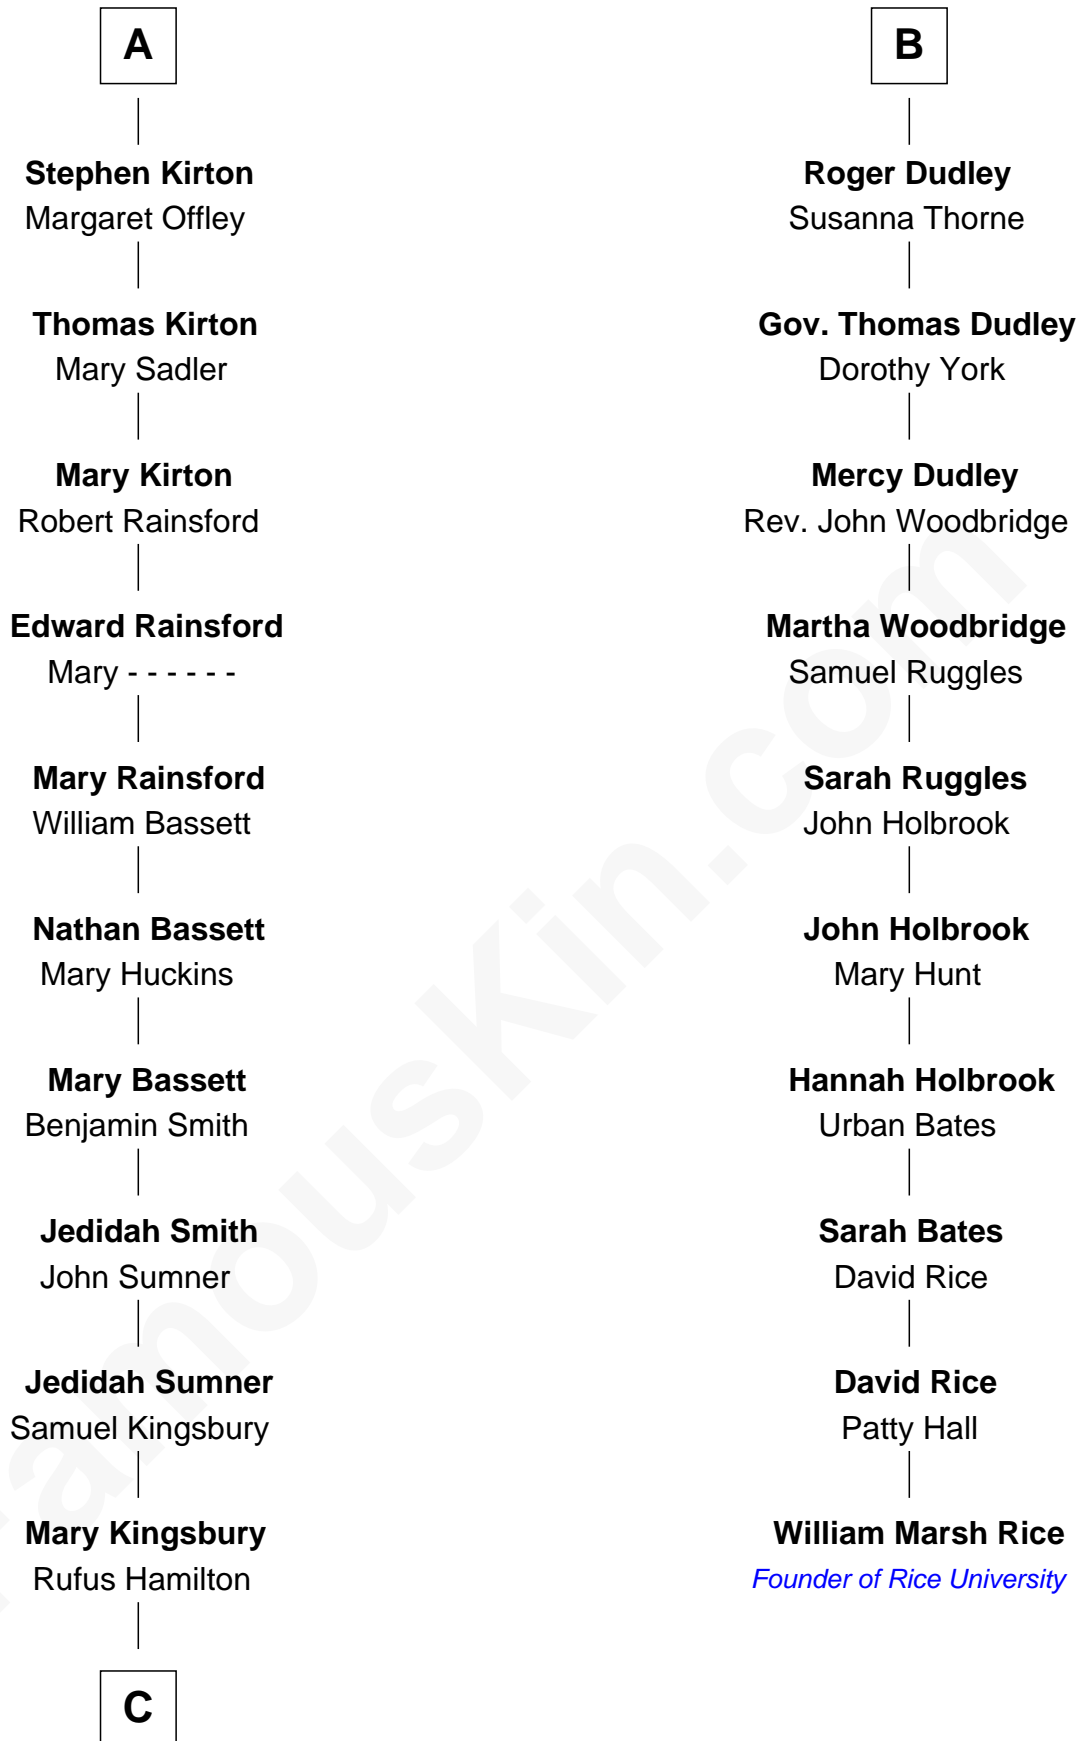 A
Stephen Kirton
Margaret Offley
Thomas Kirton
Mary Sadler
Mary Kirton
Robert Rainsford
Edward Rainsford
Mary - - - - - -
Mary Rainsford
William Bassett
Nathan Bassett
Mary Huckins
Mary Bassett
Benjamin Smith
Jedidah Smith
John Sumner
Jedidah Sumner
Samuel Kingsbury
Mary Kingsbury
Rufus Hamilton
C
B
Roger Dudley
Susanna Thorne
Gov. Thomas Dudley
Dorothy York
Mercy Dudley
Rev. John Woodbridge
Martha Woodbridge
Samuel Ruggles
Sarah Ruggles
John Holbrook
John Holbrook
Mary Hunt
Hannah Holbrook
Urban Bates
Sarah Bates
David Rice
David Rice
Patty Hall
William Marsh Rice
Founder of Rice University
FamousKin.com